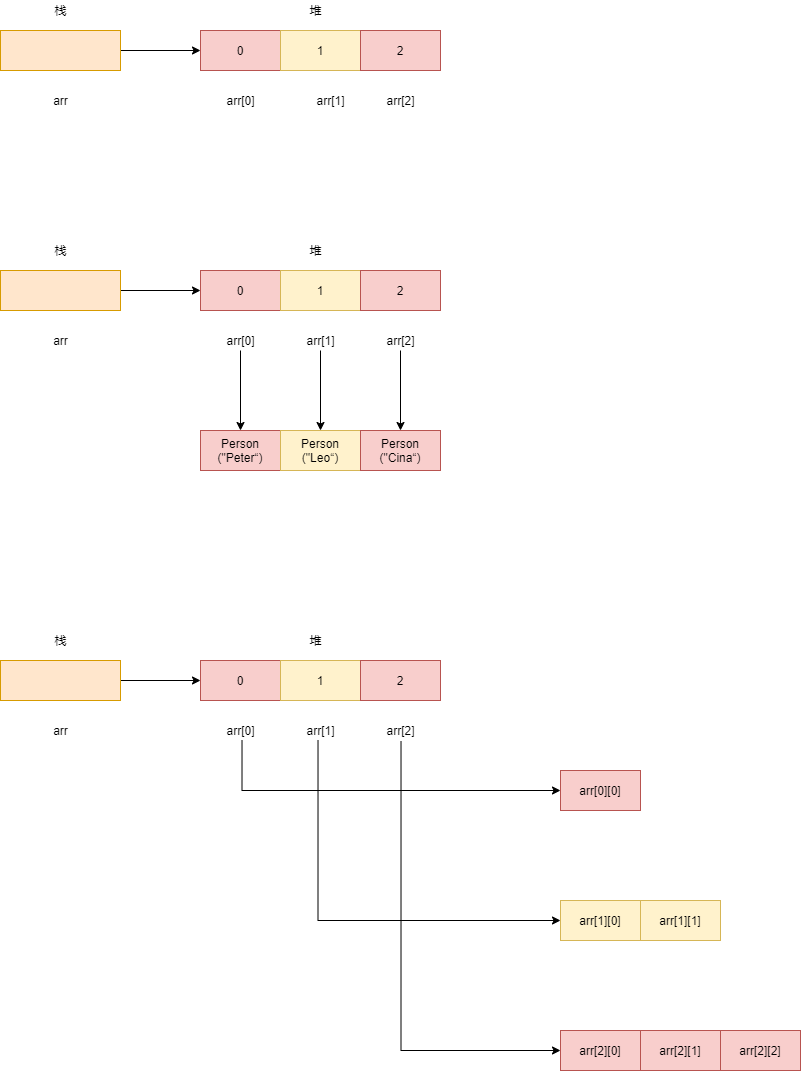 栈 堆
0 1 2
arr arr[0] arr[1] arr[2]
栈 堆
0 1 2
arr arr[0] arr[1] arr[2]
Person Person Person
("Peter“) ("Leo“) ("Cina“)
栈 堆
0 1 2
arr arr[0] arr[1] arr[2]
arr[0][0]
arr[1][0] arr[1][1]
arr[2][0] arr[2][1] arr[2][2]